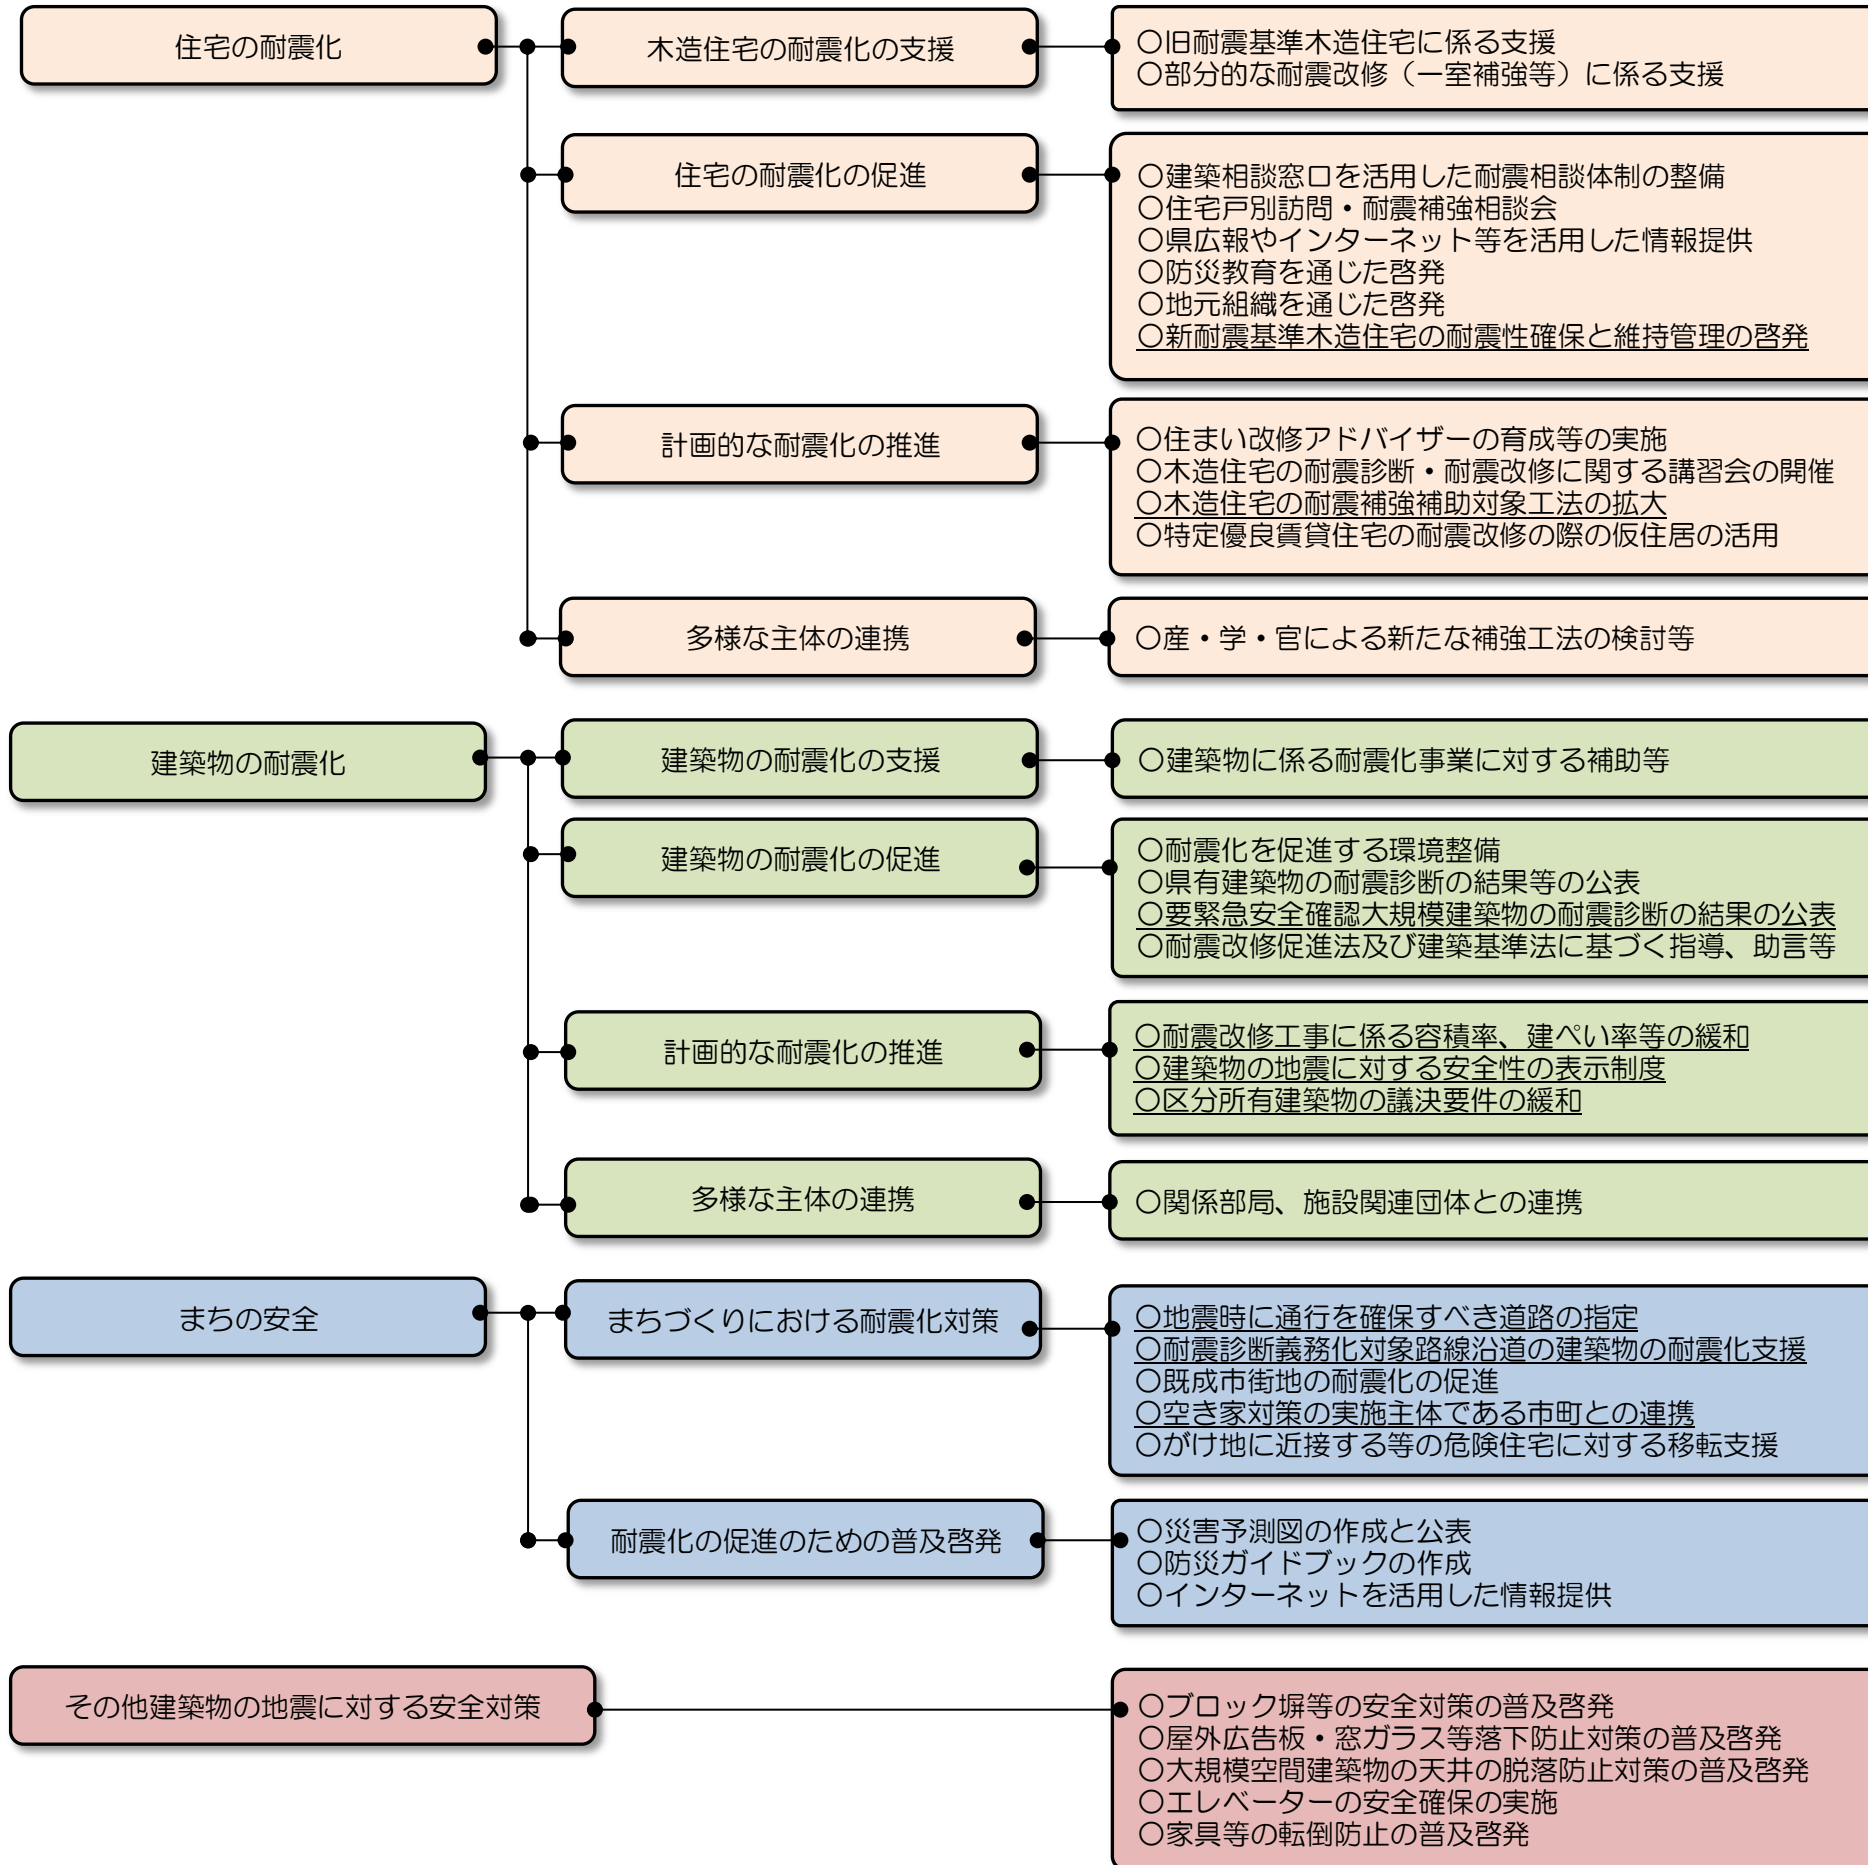 住宅の耐震化
木造住宅の耐震化の支援
〇旧耐震基準木造住宅に係る支援
〇部分的な耐震改修（一室補強等）に係る支援
住宅の耐震化の促進
〇建築相談窓口を活用した耐震相談体制の整備
〇住宅戸別訪問・耐震補強相談会
〇県広報やインターネット等を活用した情報提供
〇防災教育を通じた啓発
〇地元組織を通じた啓発
〇新耐震基準木造住宅の耐震性確保と維持管理の啓発
計画的な耐震化の推進
〇住まい改修アドバイザーの育成等の実施
〇木造住宅の耐震診断・耐震改修に関する講習会の開催
〇木造住宅の耐震補強補助対象工法の拡大
〇特定優良賃貸住宅の耐震改修の際の仮住居の活用
多様な主体の連携
〇産・学・官による新たな補強工法の検討等
建築物の耐震化
建築物の耐震化の支援
〇建築物に係る耐震化事業に対する補助等
建築物の耐震化の促進
〇耐震化を促進する環境整備
〇県有建築物の耐震診断の結果等の公表
〇要緊急安全確認大規模建築物の耐震診断の結果の公表
〇耐震改修促進法及び建築基準法に基づく指導、助言等
計画的な耐震化の推進
〇耐震改修工事に係る容積率、建ぺい率等の緩和
〇建築物の地震に対する安全性の表示制度
〇区分所有建築物の議決要件の緩和
多様な主体の連携
〇関係部局、施設関連団体との連携
まちの安全
まちづくりにおける耐震化対策
〇地震時に通行を確保すべき道路の指定
〇耐震診断義務化対象路線沿道の建築物の耐震化支援
〇既成市街地の耐震化の促進
〇空き家対策の実施主体である市町との連携
〇がけ地に近接する等の危険住宅に対する移転支援
耐震化の促進のための普及啓発
〇災害予測図の作成と公表
〇防災ガイドブックの作成
〇インターネットを活用した情報提供
その他建築物の地震に対する安全対策
〇ブロック塀等の安全対策の普及啓発
〇屋外広告板・窓ガラス等落下防止対策の普及啓発
〇大規模空間建築物の天井の脱落防止対策の普及啓発
〇エレベーターの安全確保の実施
〇家具等の転倒防止の普及啓発